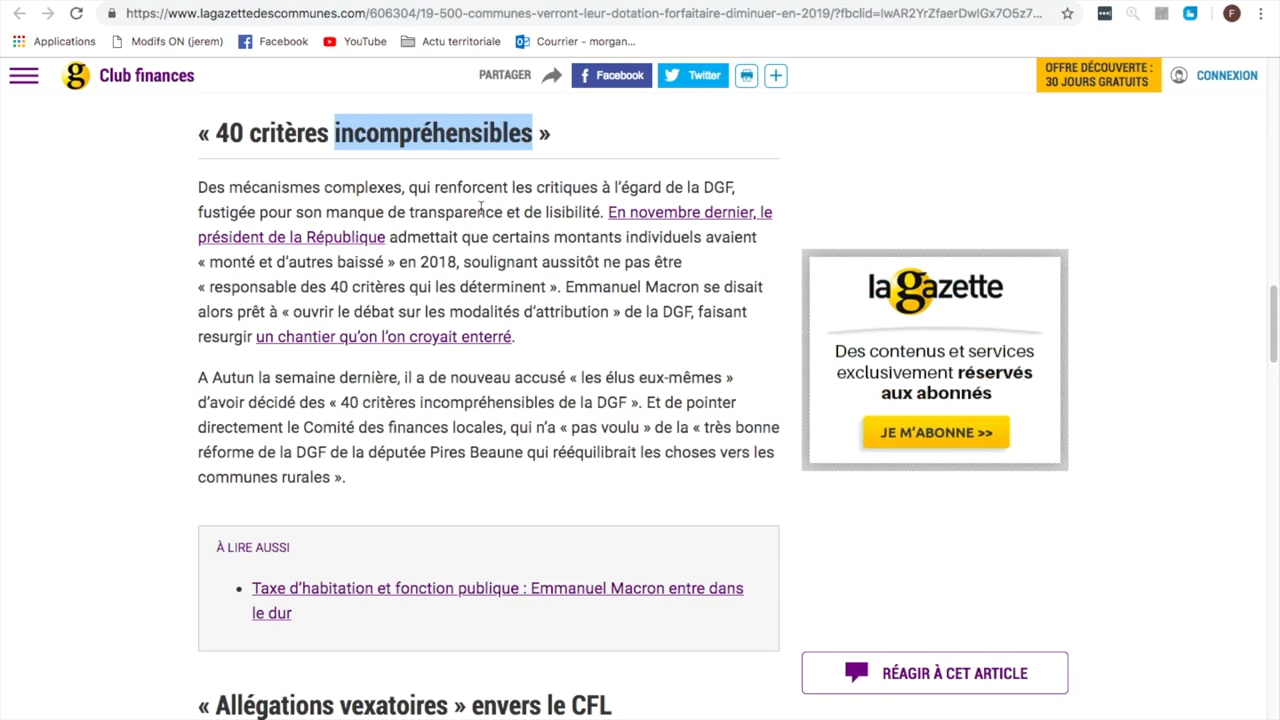 https://www.lagazettedescommunes.com/606304/19-500-communes-verront-leur-dotation-forfaitaire-diminuer-en-2019/?fbclid=IwAR2YrZfaerDwlGx7O5z7...
Applications Modifs ON (jerem) Facebook YouTube Actu territoriale Courrier - morgan...
F
g Club finances
PARTAGER Facebook Twitter
OFFRE DÉCOUVERTE :
30 JOURS GRATUITS
CONNEXION
« 40 critères incompréhensibles »
Des mécanismes complexes, qui renforcent les critiques à l’égard de la DGF,
fustigée pour son manque de transparence et de lisibilité. En novembre dernier, le
président de la République admettait que certains montants individuels avaient
« monté et d’autres baissé » en 2018, soulignant aussitôt ne pas être
« responsable des 40 critères qui les déterminent ». Emmanuel Macron se disait
alors prêt à « ouvrir le débat sur les modalités d’attribution » de la DGF, faisant
resurgir un chantier qu’on l’on croyait enterré.
A Autun la semaine dernière, il a de nouveau accusé « les élus eux-mêmes »
d’avoir décidé des « 40 critères incompréhensibles de la DGF ». Et de pointer
directement le Comité des finances locales, qui n’a « pas voulu » de la « très bonne
réforme de la DGF de la députée Pires Beaune qui rééquilibrait les choses vers les
communes rurales ».
la gazette
Des contenus et services
exclusivement réservés
aux abonnés
JE M’ABONNE >>
À LIRE AUSSI
• Taxe d’habitation et fonction publique : Emmanuel Macron entre dans
le dur
RÉAGIR À CET ARTICLE
« Allégations vexatoires » envers le CFL